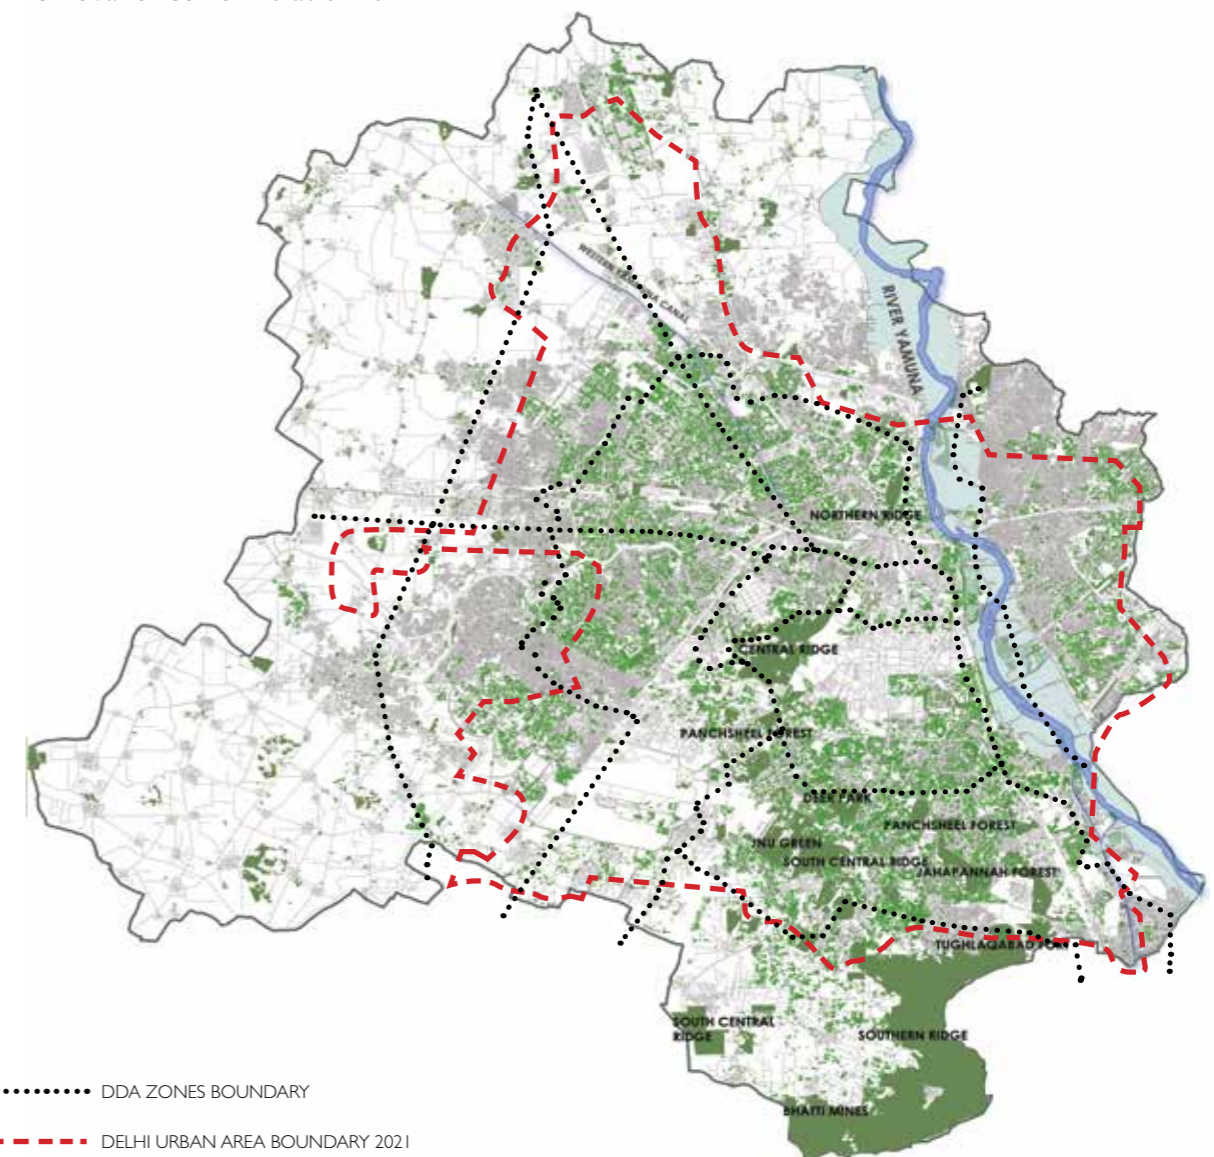 WESTERN YAMUNA CANAL
RIVER YAMUNA
NORTHERN RIDGE
CENTRAL RIDGE
PANCHSHEEL FOREST
DEER PARK
PANCHSHEEL FOREST
JNU GREEN
SOUTH CENTRAL RIDGE
JAHAPANNAH FOREST
TUGHLAQABAD FORT
SOUTH CENTRAL
RIDGE
SOUTHERN RIDGE
BHATTI MINES
DDA ZONES BOUNDARY
DELHI URBAN AREA BOUNDARY 2021